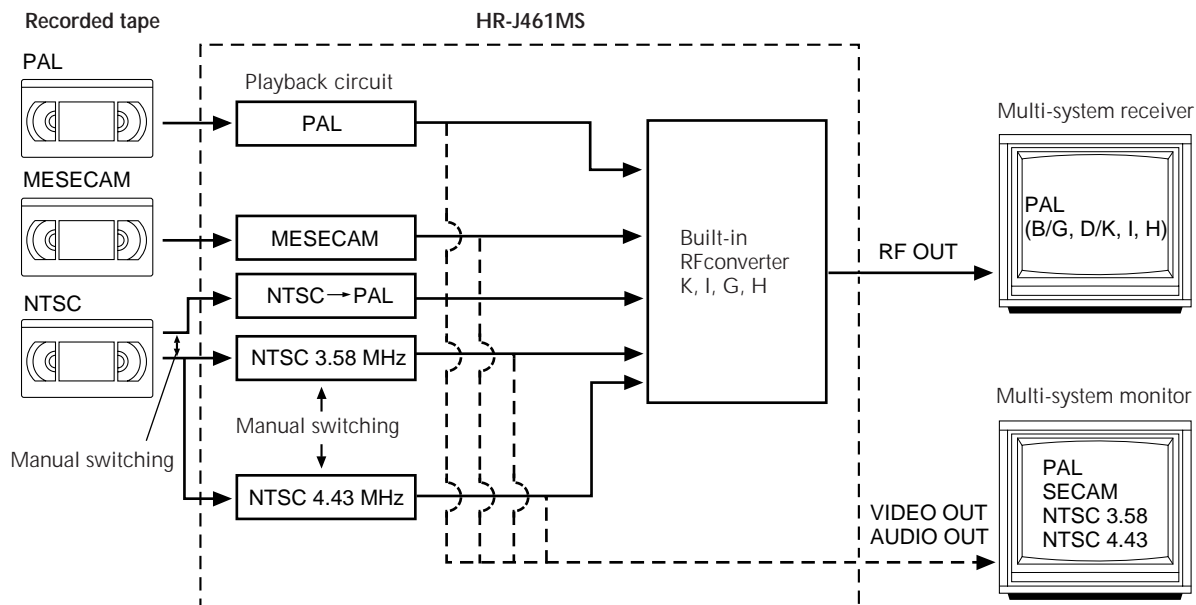 Recorded tape
HR-J461MS
PAL
Playback circuit
PAL
MESECAM
MESECAM
NTSC
NTSC→PAL
NTSC 3.58 MHz
Manual switching
Manual switching
NTSC 4.43 MHz
Built-in
RFconverter
K, I, G, H
RF OUT
Multi-system receiver
PAL
(B/G, D/K, I, H)
VIDEO OUT
AUDIO OUT
Multi-system monitor
PAL
SECAM
NTSC 3.58
NTSC 4.43